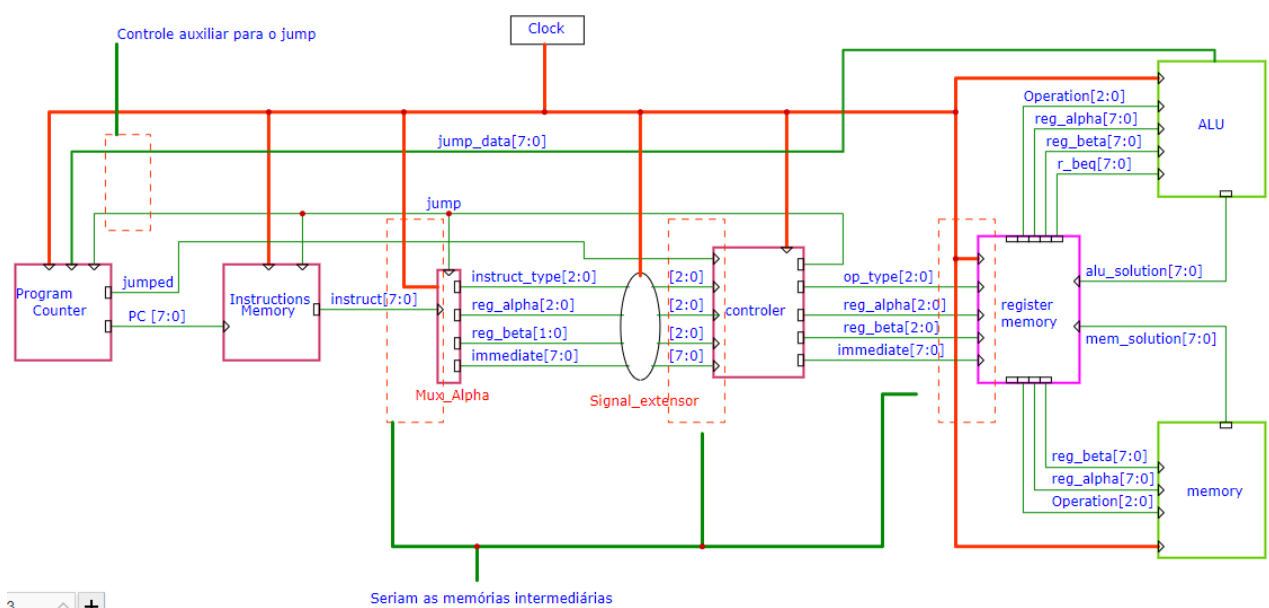 Clock
Controle auxiliar para o jump
Operation[2:0]
reg_alpha[7:0]
reg_beta[7:0]
r_beq[7:0]
ALU
jump_data[7:0]
jump
jumped
Program
Counter
PC [7:0]
Instructions
Memory
instruct[7:0]
instruct_type[2:0]
reg_alpha[2:0]
reg_beta[1:0]
immediate[7:0]
Mux_Alpha
[2:0]
[2:0]
[2:0]
[7:0]
Signal_extensor
controler
op_type[2:0]
reg_alpha[2:0]
reg_beta[2:0]
immediate[7:0]
register
memory
alu_solution[7:0]
mem_solution[7:0]
reg_beta[7:0]
reg_alpha[7:0]
Operation[2:0]
memory
Seriam as memórias intermediárias
3
+